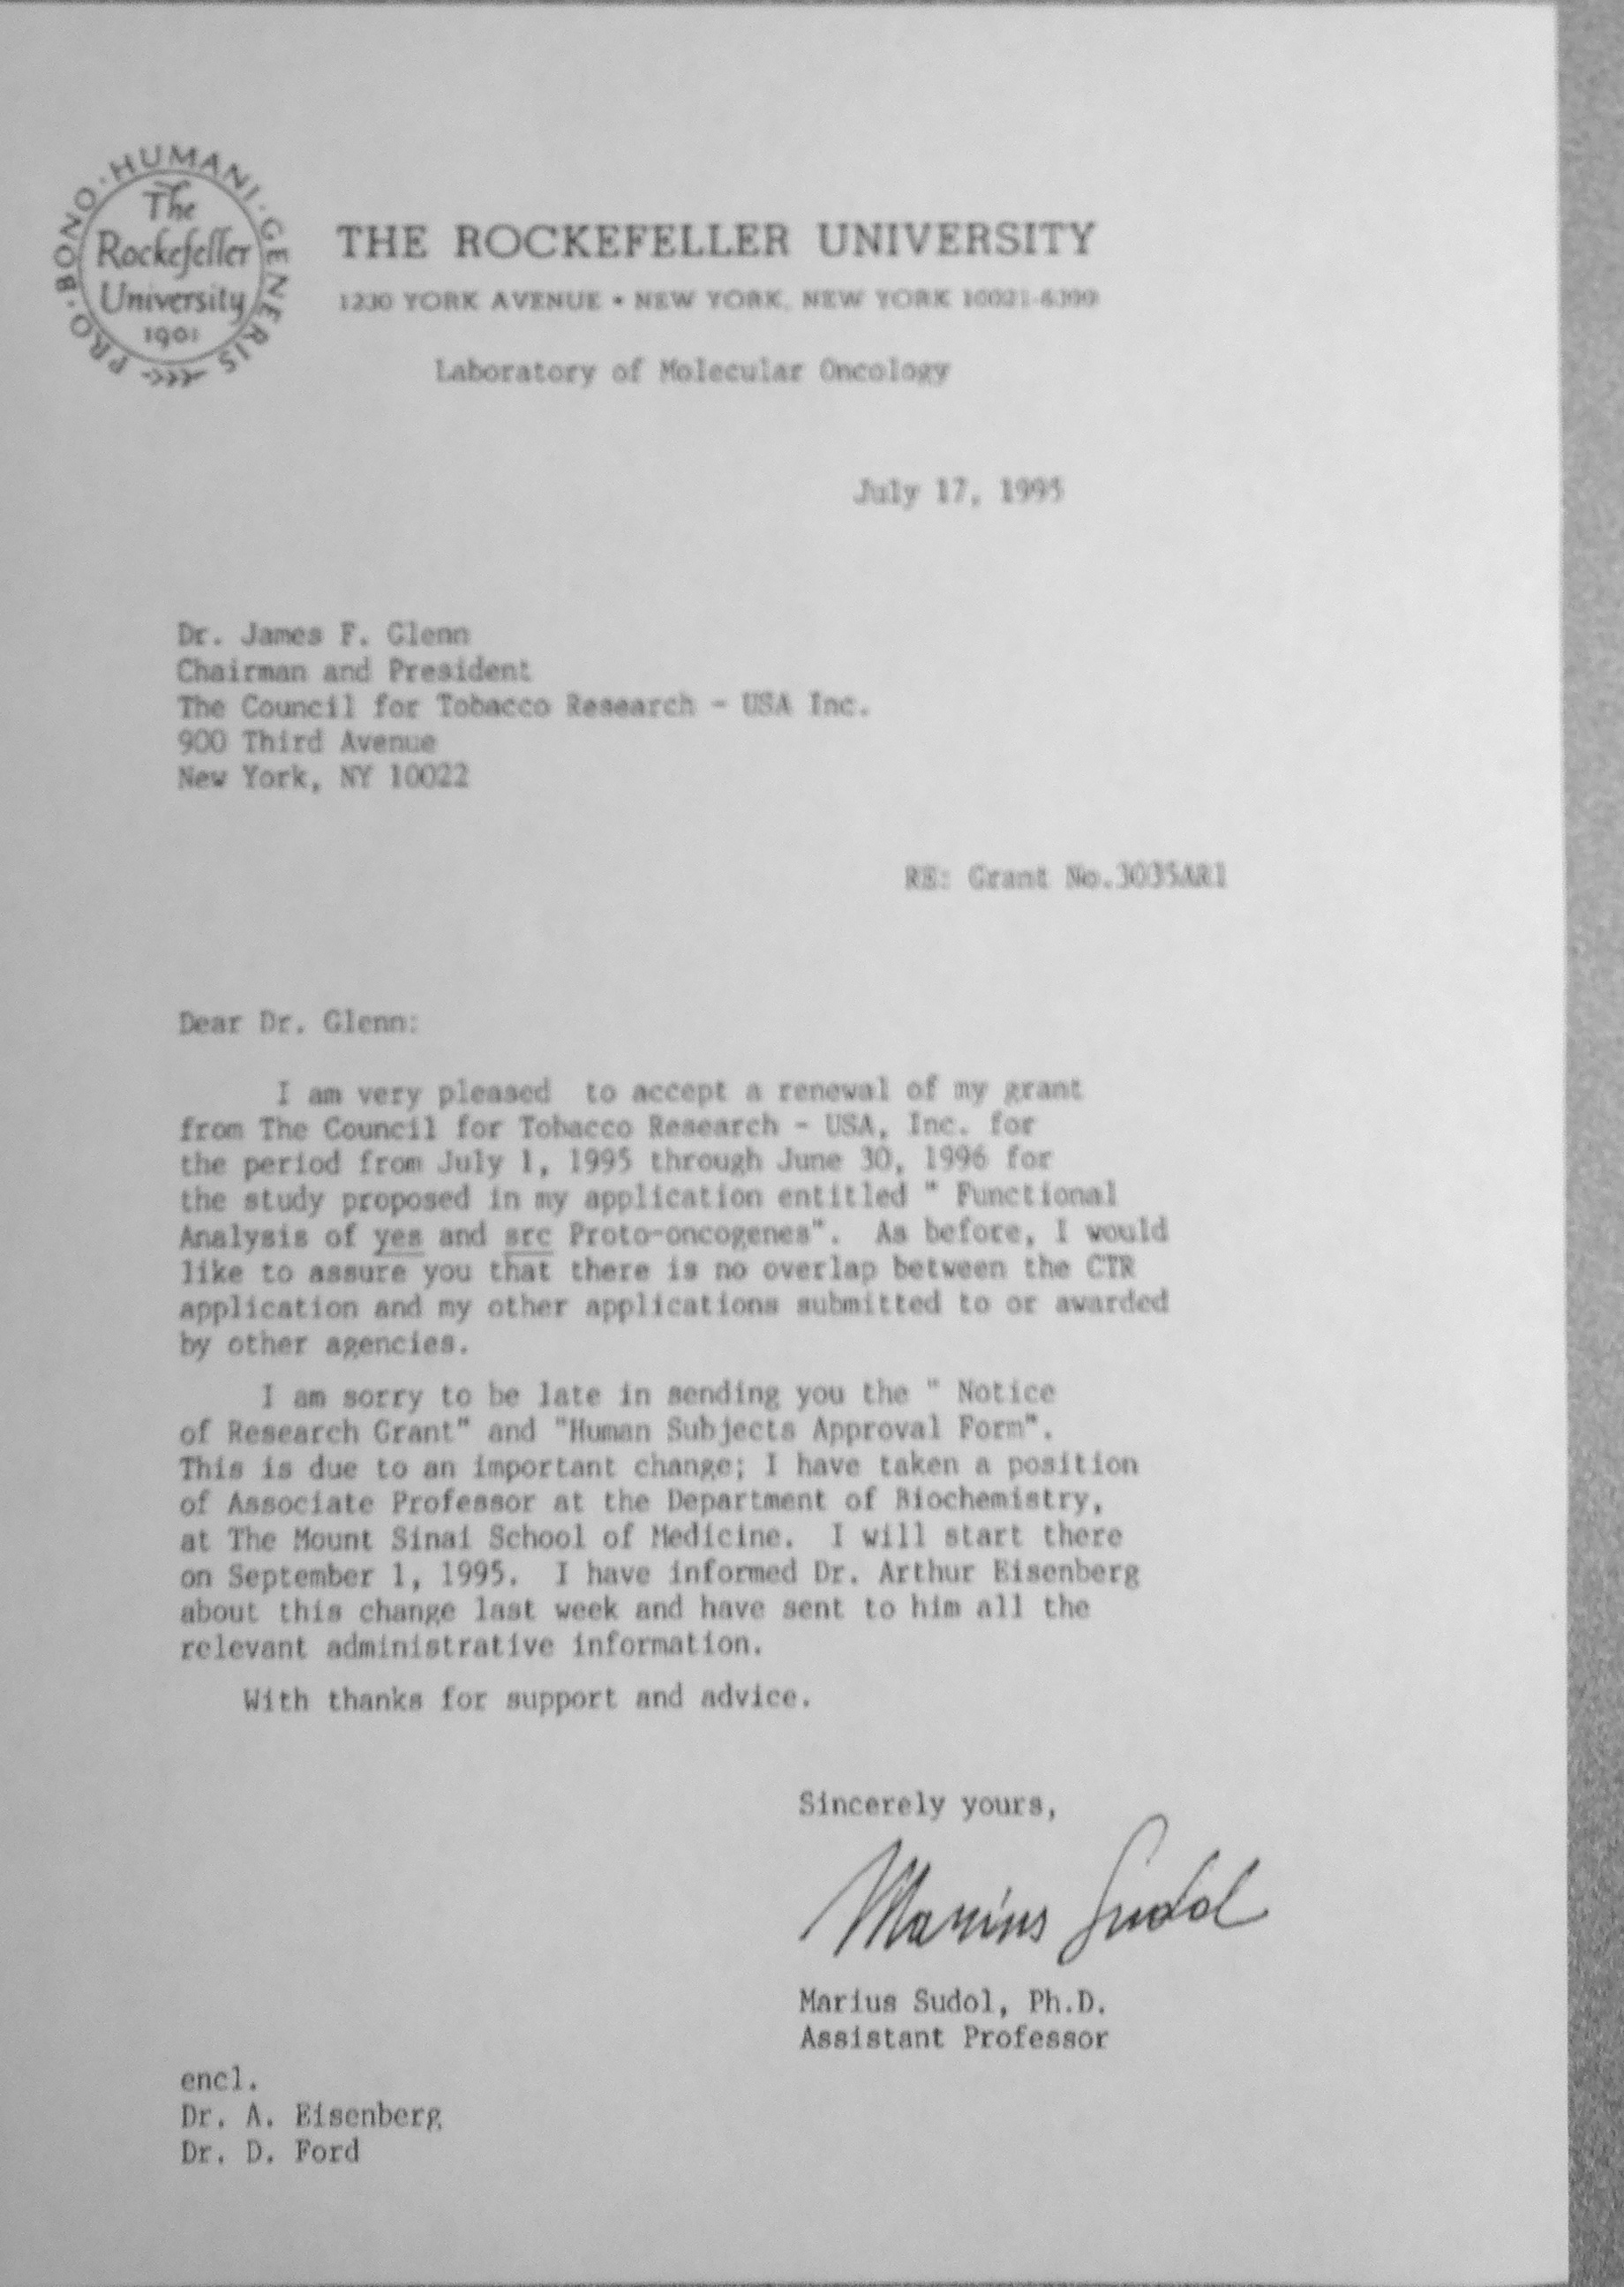 PRO · BONO · HUMANI · GENERIS
The
Rockefeller
University
1901
THE ROCKEFELLER UNIVERSITY
1230 YORK AVENUE • NEW YORK, NEW YORK 10021-6399
Laboratory of Molecular Oncology
July 17, 1995
Dr. James F. Glenn
Chairman and President
The Council for Tobacco Research - USA Inc.
900 Third Avenue
New York, NY 10022
RE: Grant No.3035AR1
Dear Dr. Glenn:
I am very pleased to accept a renewal of my grant
from The Council for Tobacco Research - USA, Inc. for
the period from July 1, 1995 through June 30, 1996 for
the study proposed in my application entitled " Functional
Analysis of yes and src Proto-oncogenes". As before, I would
like to assure you that there is no overlap between the CTR
application and my other applications submitted to or awarded
by other agencies.
I am sorry to be late in sending you the " Notice
of Research Grant" and "Human Subjects Approval Form".
This is due to an important change; I have taken a position
of Associate Professor at the Department of Biochemistry,
at The Mount Sinai School of Medicine. I will start there
on September 1, 1995. I have informed Dr. Arthur Eisenberg
about this change last week and have sent to him all the
relevant administrative information.
With thanks for support and advice.
Sincerely yours,
Marius Sudol
Marius Sudol, Ph.D.
Assistant Professor
encl.
Dr. A. Eisenberg
Dr. D. Ford